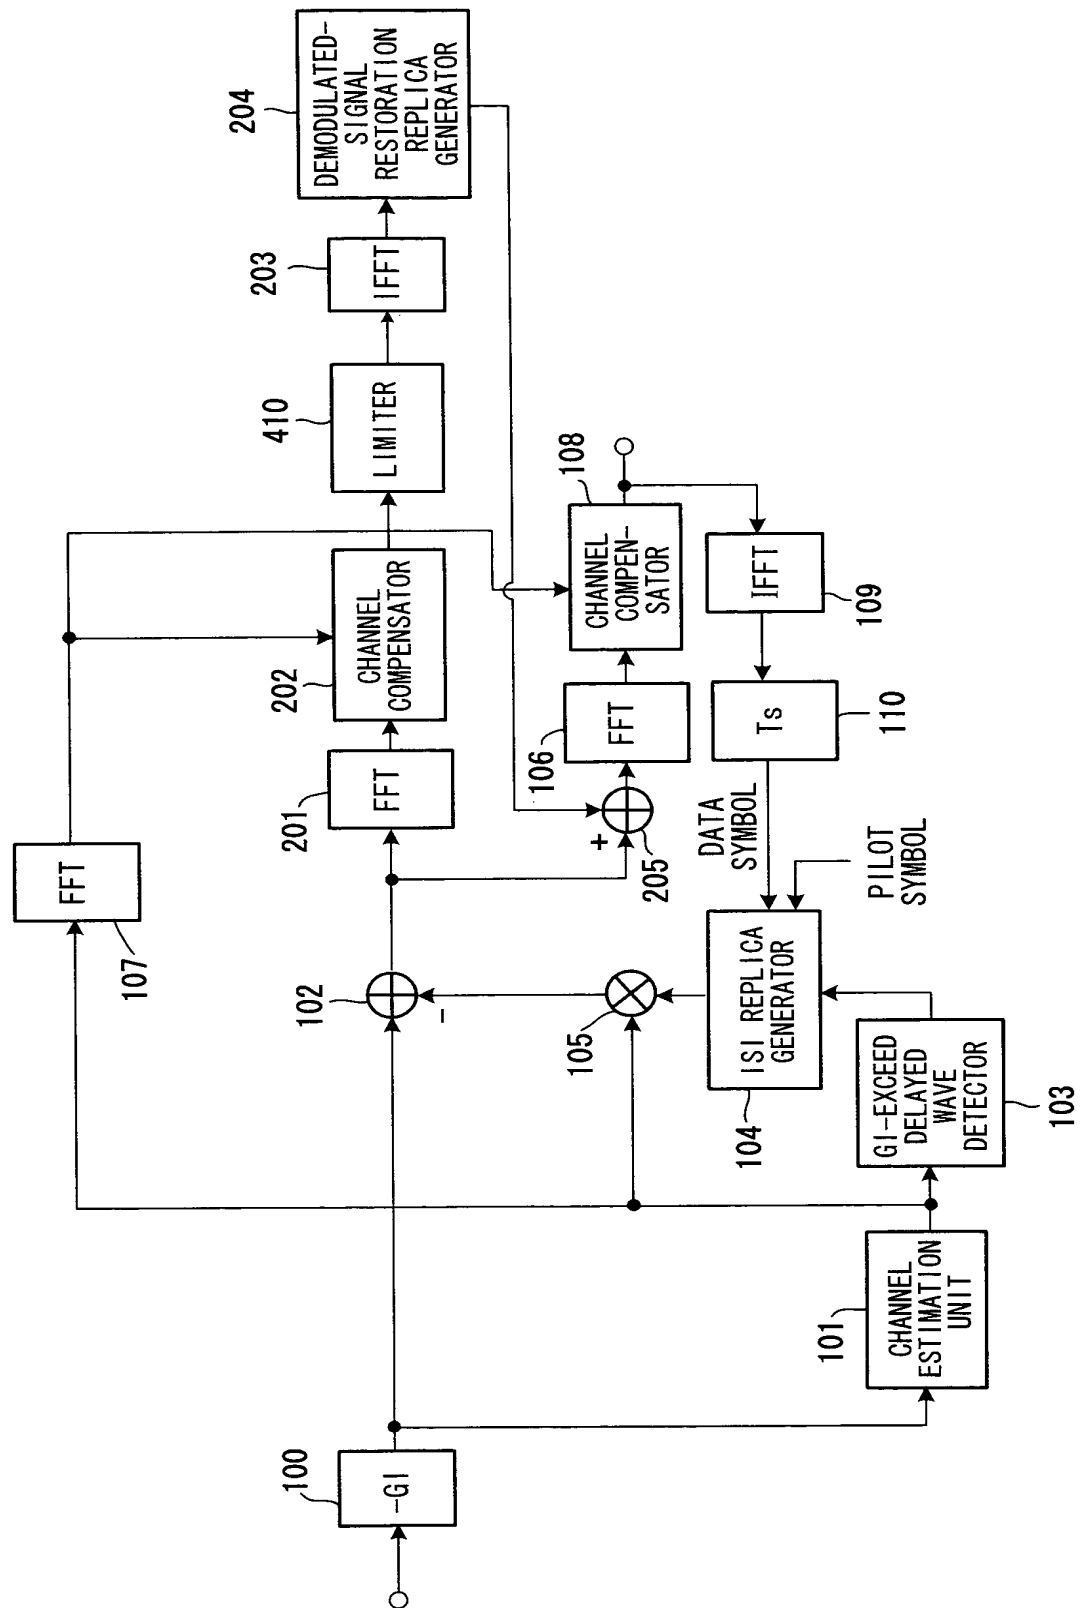 204
DEMODULATED-
SIGNAL
RESTORATION
REPLICA
GENERATOR
203
IFFT
410
LIMITER
202
CHANNEL
COMPENSATOR
201
FFT
107
FFT
108
CHANNEL
COMPEN-
SATOR
106
FFT
205
+
109
IFFT
110
Ts
DATA
SYMBOL
PILOT
SYMBOL
102
-
105
104
ISI REPLICA
GENERATOR
103
GI-EXCEED
DELAYED
WAVE
DETECTOR
101
CHANNEL
ESTIMATION
UNIT
100
-GI